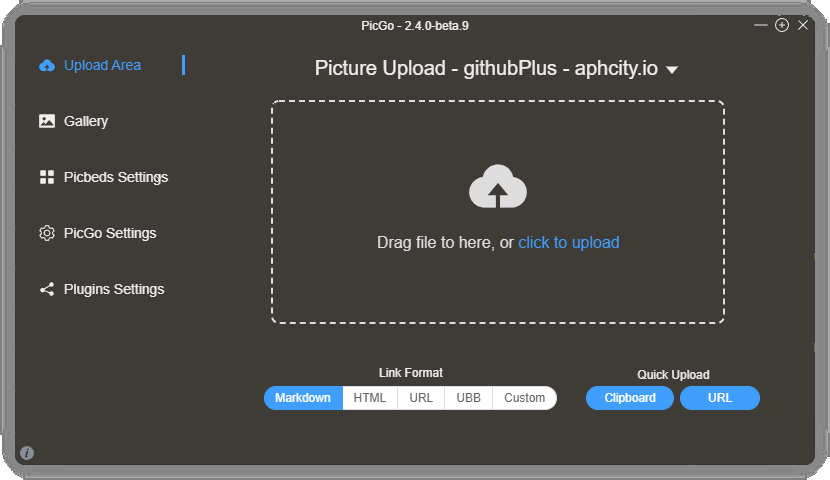 PicGo - 2.4.0-beta.9
Upload Area
Gallery
Picbeds Settings
PicGo Settings
Plugins Settings
Picture Upload - githubPlus - aphcity.io
Drag file to here, or click to upload
Link Format
Markdown HTML URL UBB Custom
Quick Upload
Clipboard URL